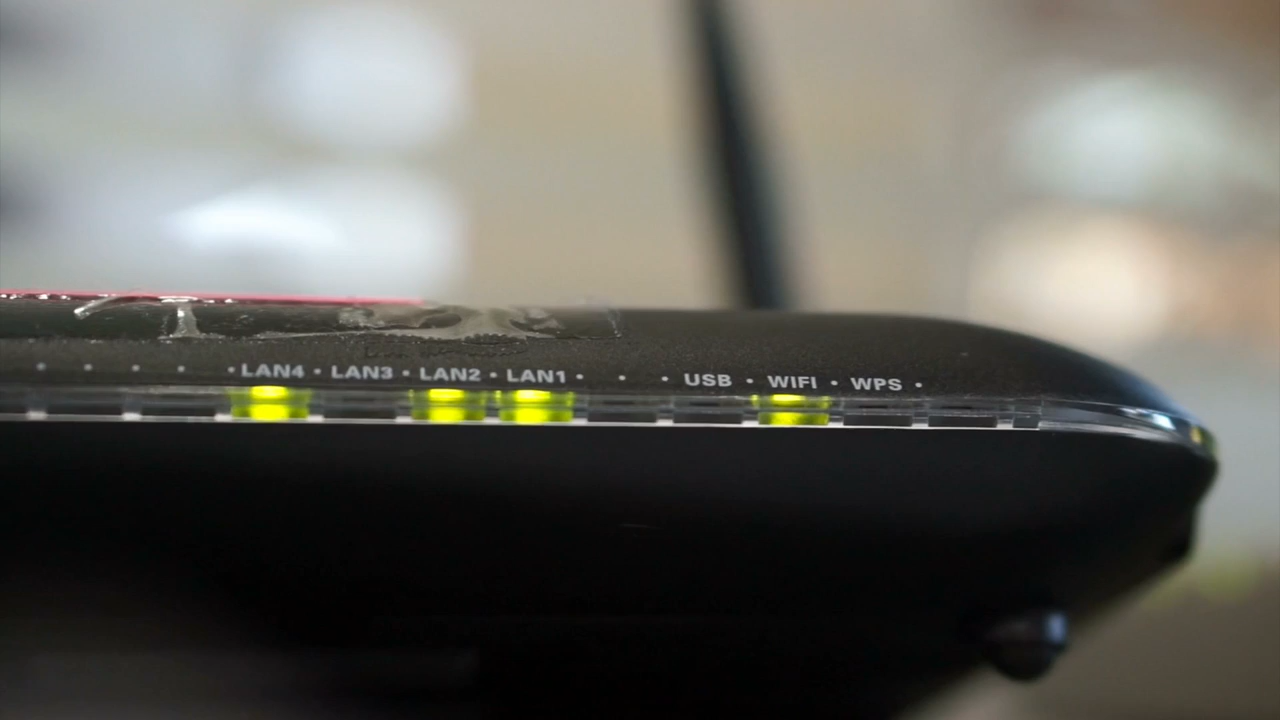 LAN4 • LAN3 • LAN2 • LAN1 • • • USB • WIFI • WPS •